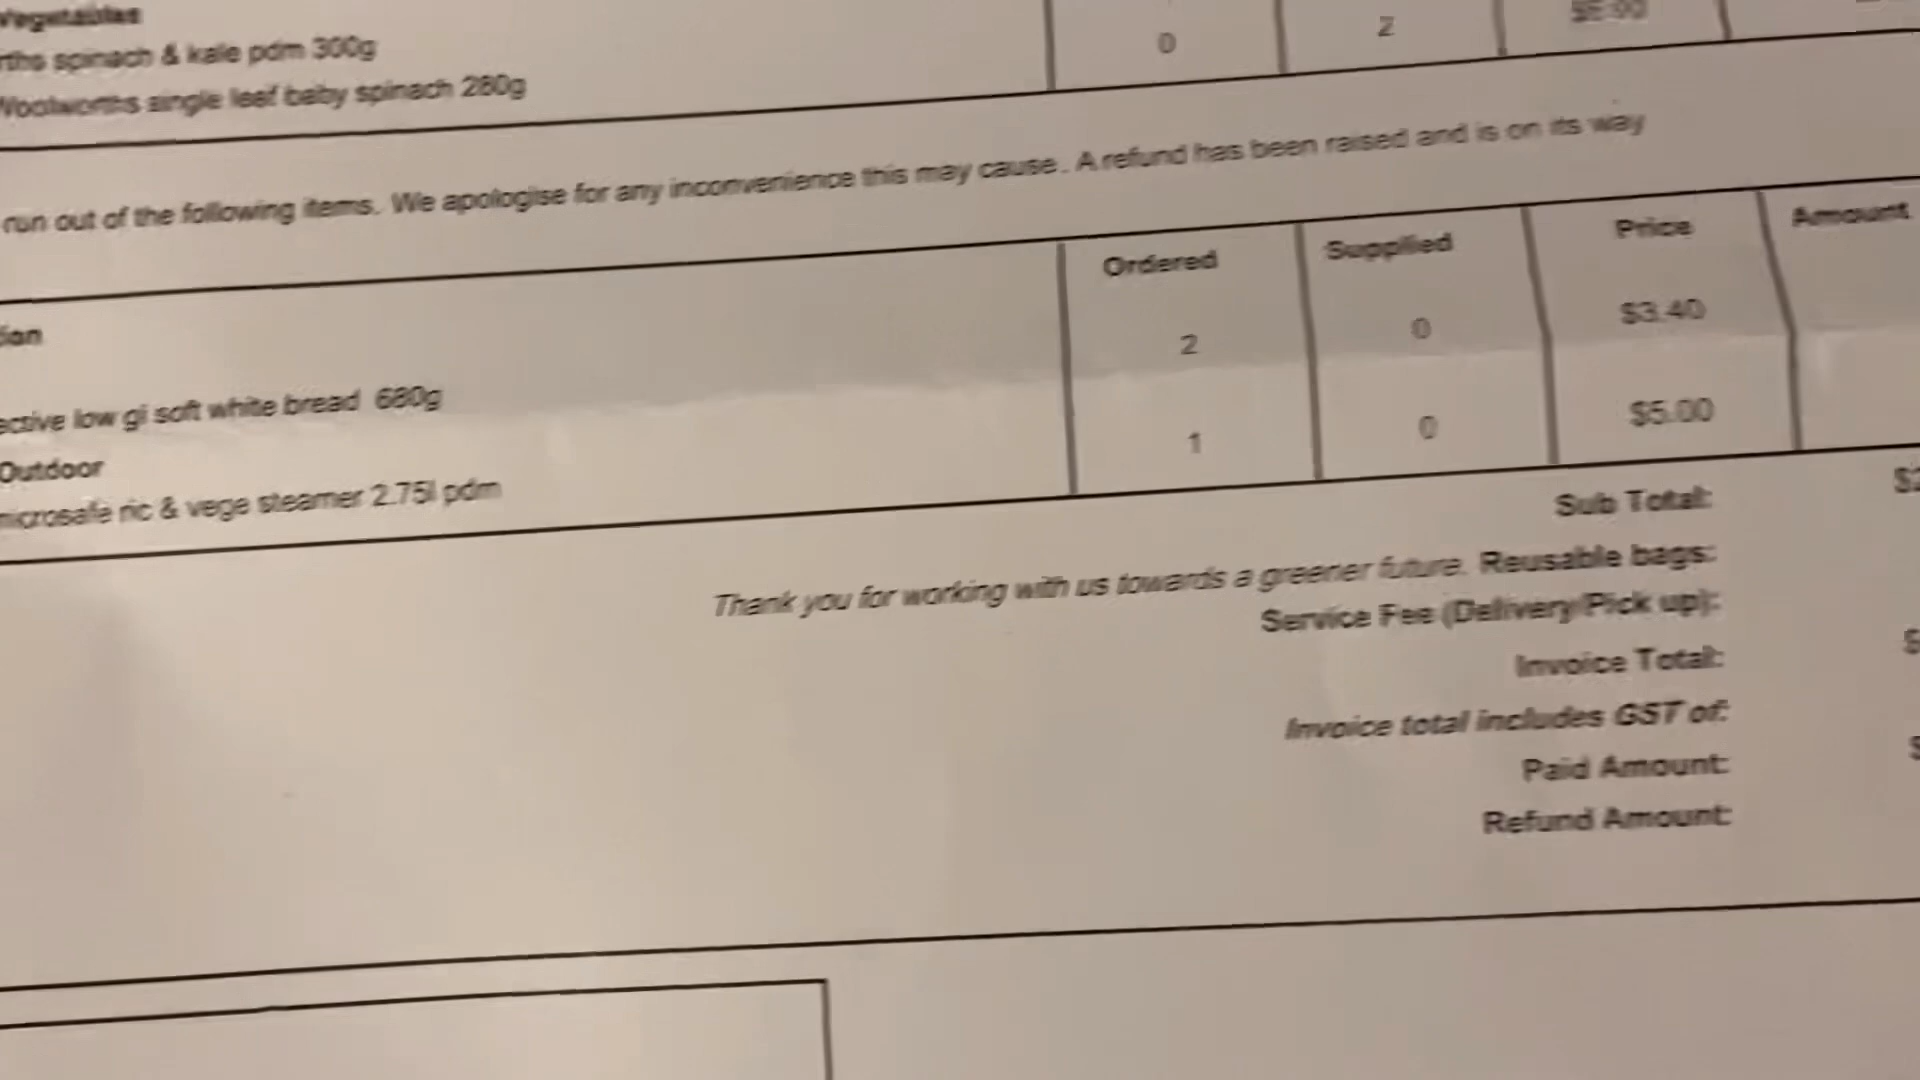 Vegetables
rths spinach & kale pdm 300g
Woolworths single leaf baby spinach 280g 0 2
run out of the following items. We apologise for any inconvenience this may cause. A refund has been raised and is on its way
tion Ordered Supplied Price Amount
ective low gi soft white bread 680g 2 0 $3.40
Outdoor
microsafe ric & vege steamer 2.75l pdm 1 0 $5.00
Sub Total:
Thank you for working with us towards a greener future. Reusable bags:
Service Fee (Delivery/Pick up):
Invoice Total:
Invoice total includes GST of:
Paid Amount:
Refund Amount: